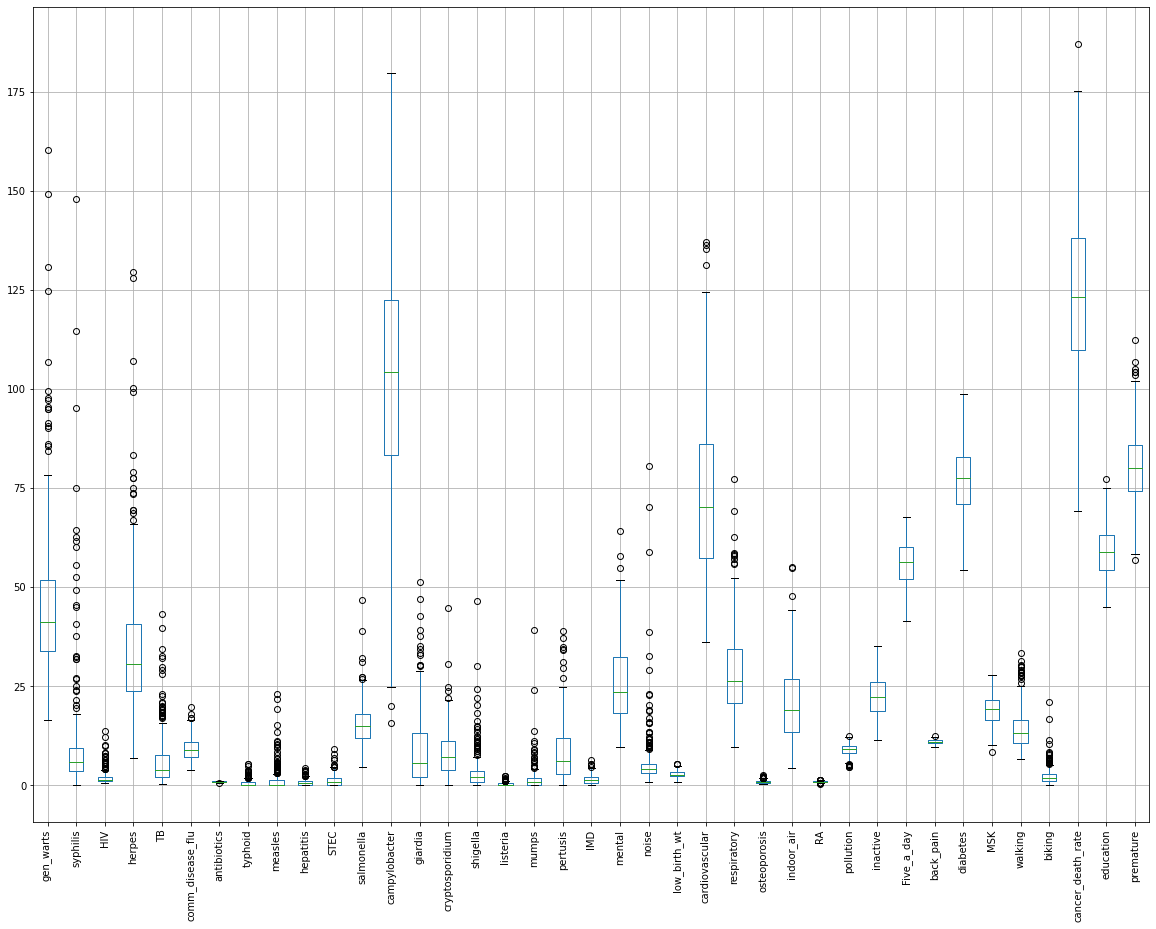 175
150
125
100
75
50
25
0
gen_warts
syphilis
HIV
herpes
TB
comm_disease_flu
antibiotics
typhoid
measles
hepatitis
STEC
salmonella
campylobacter
giardia
cryptosporidium
shigella
listeria
mumps
pertusis
IMD
mental
noise
low_birth_wt
cardiovascular
respiratory
osteoporosis
indoor_air
RA
pollution
inactive
Five_a_day
back_pain
diabetes
MSK
walking
biking
cancer_death_rate
education
premature